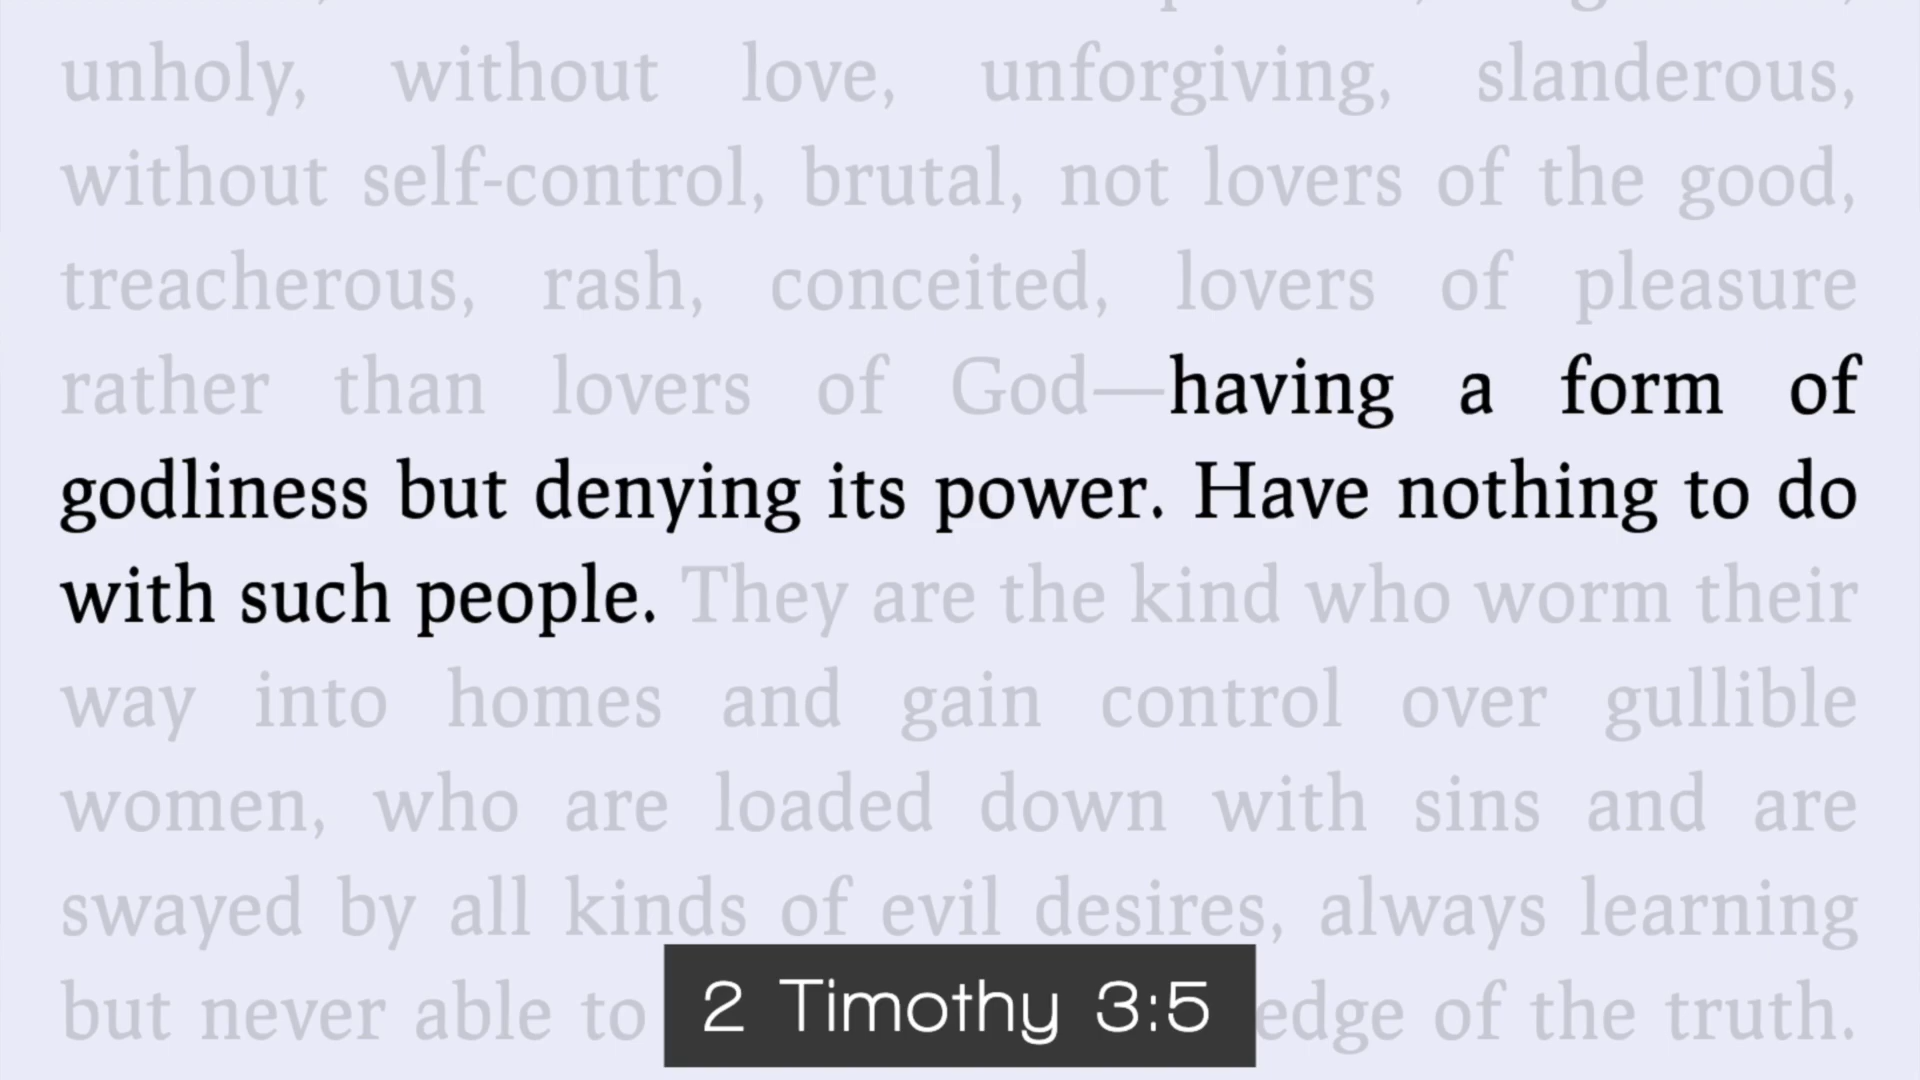 unholy, without love, unforgiving, slanderous,
without self-control, brutal, not lovers of the good,
treacherous, rash, conceited, lovers of pleasure
rather than lovers of God—having a form of
godliness but denying its power. Have nothing to do
with such people. They are the kind who worm their
way into homes and gain control over gullible
women, who are loaded down with sins and are
swayed by all kinds of evil desires, always learning
but never able to edge of the truth.
2 Timothy 3:5